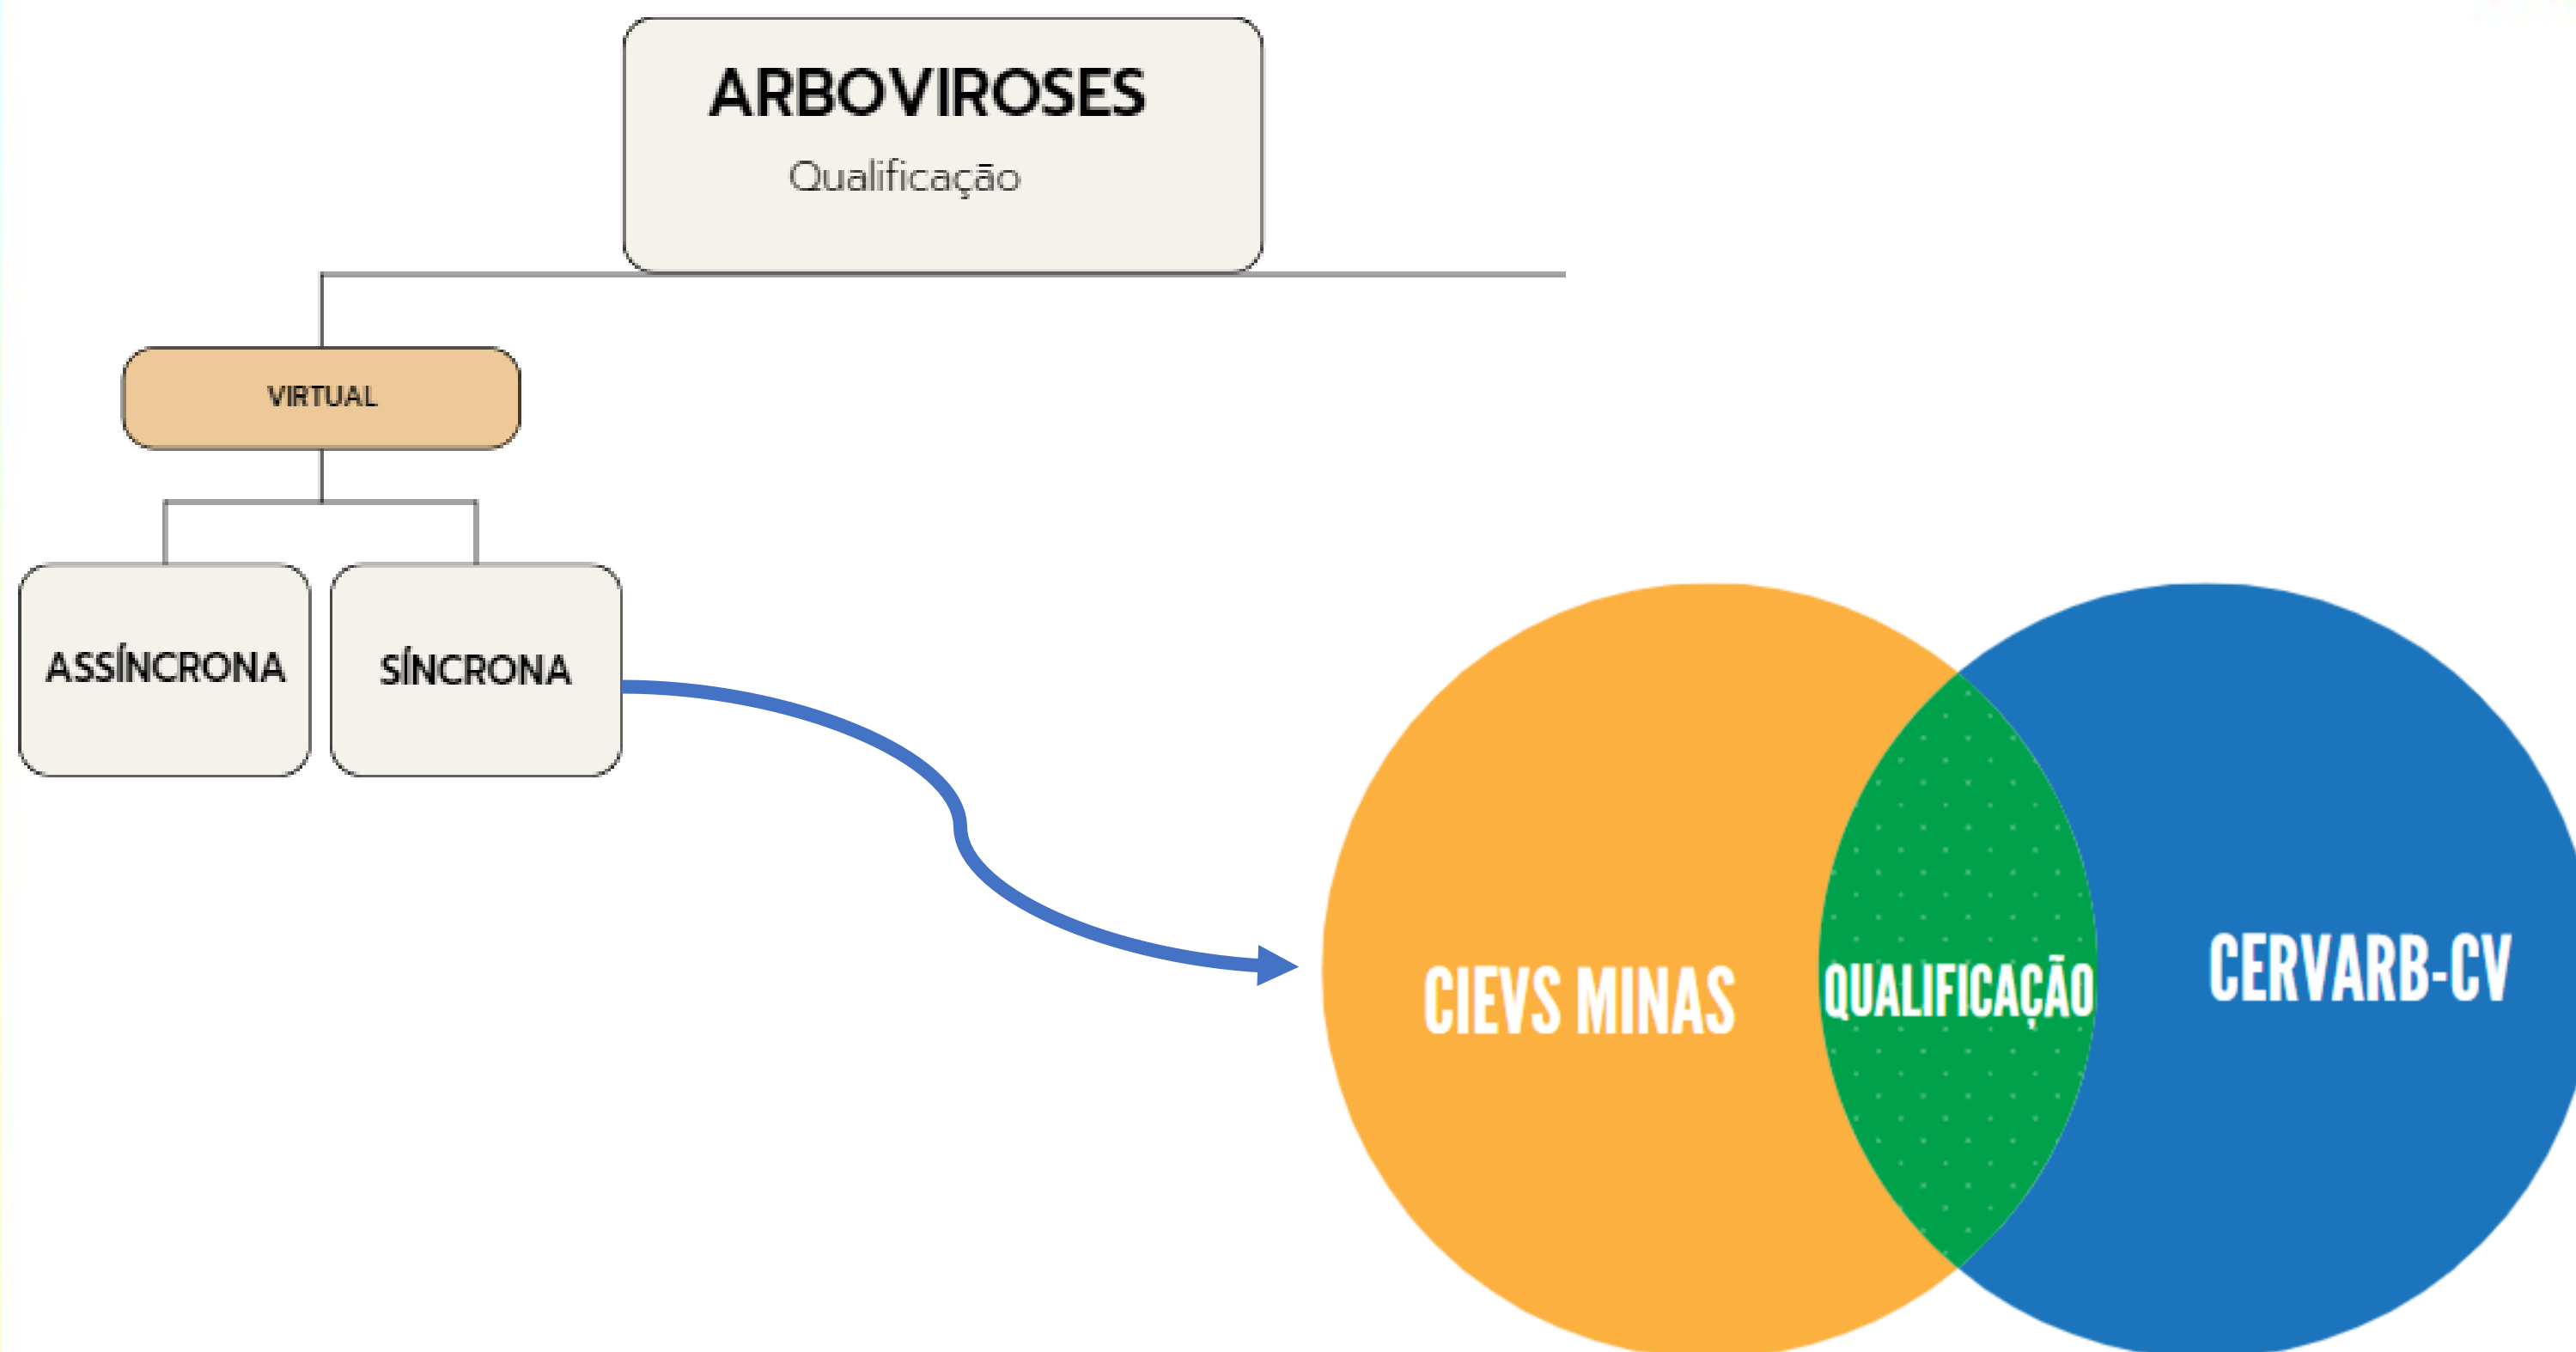 ARBOVIROSES
Qualificação
VIRTUAL
ASSÍNCRONA
SÍNCRONA
CIEVS MINAS
QUALIFICAÇÃO
CERVARB-CV